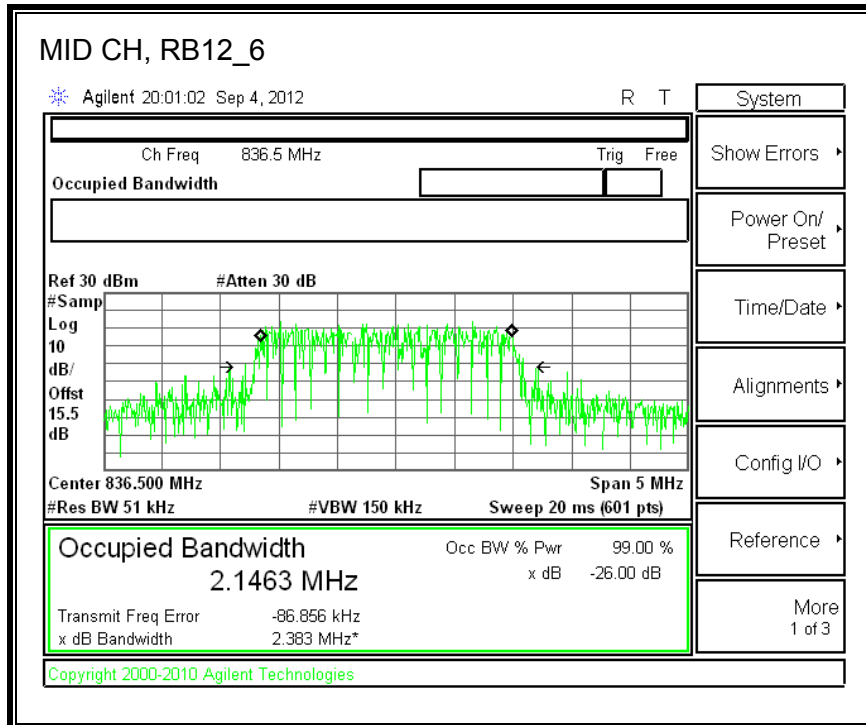 MID CH, RB12_6
Agilent 20:01:02 Sep 4, 2012 R T
System
Ch Freq 836.5 MHz Trig Free
Occupied Bandwidth
Show Errors
Power On/
Preset
Time/Date
Alignments
Config I/O
Reference
More
1 of 3
Ref 30 dBm #Atten 30 dB
#Samp
Log
10
dB/
Offst
15.5
dB
Center 836.500 MHz Span 5 MHz
#Res BW 51 kHz #VBW 150 kHz Sweep 20 ms (601 pts)
Occupied Bandwidth Occ BW % Pwr 99.00 %
2.1463 MHz x dB -26.00 dB
Transmit Freq Error -86.856 kHz
x dB Bandwidth 2.383 MHz*
Copyright 2000-2010 Agilent Technologies